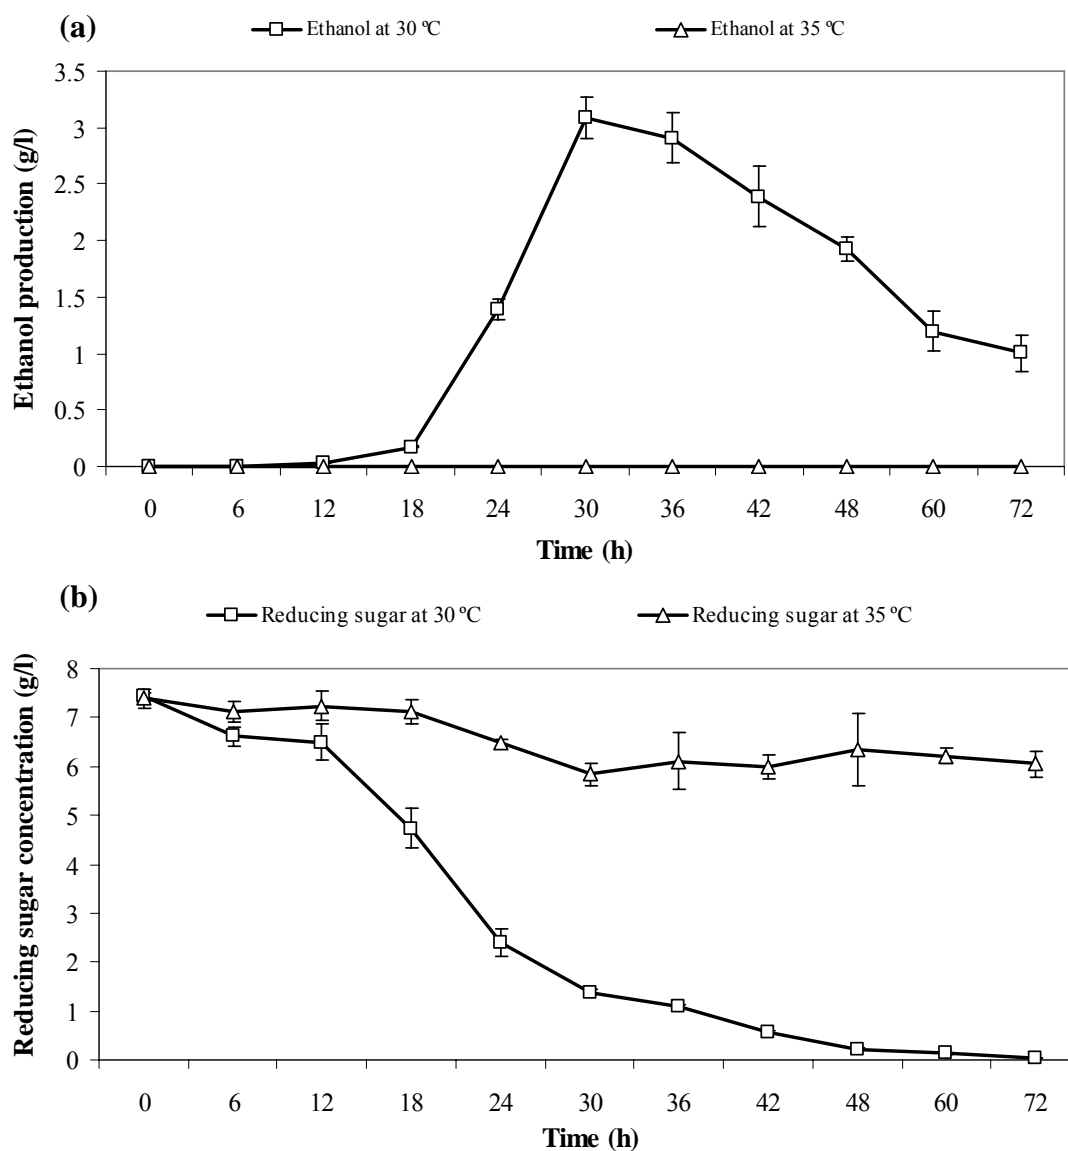 (a)
Ethanol at 30 ºC
Ethanol at 35 ºC
Ethanol production (g/l)
3.5
3
2.5
2
1.5
1
0.5
0
0 6 12 18 24 30 36 42 48 60 72
Time (h)
(b)
Reducing sugar at 30 ºC
Reducing sugar at 35 ºC
Reducing sugar concentration (g/l)
8
7
6
5
4
3
2
1
0
0 6 12 18 24 30 36 42 48 60 72
Time (h)